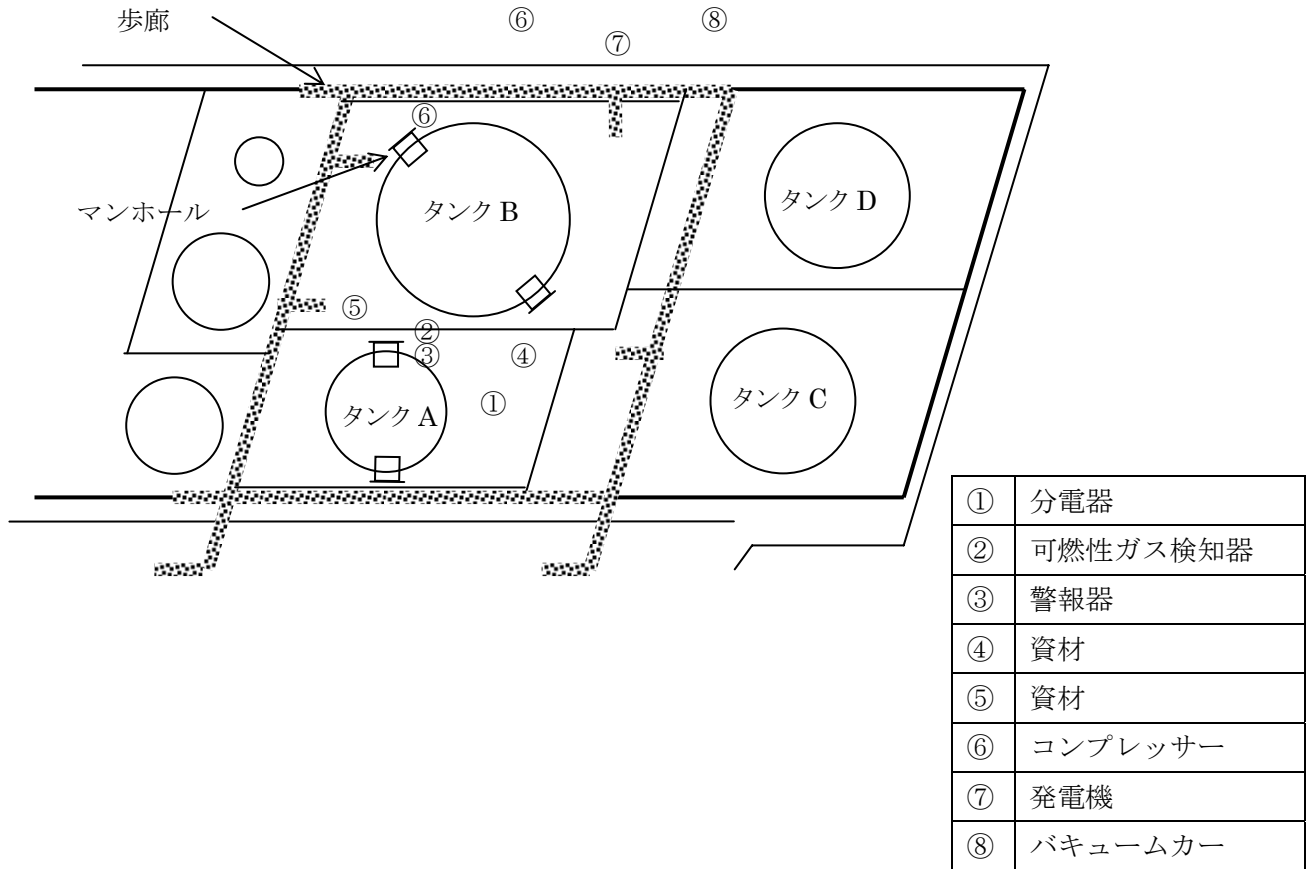 歩廊
⑥
⑧
⑦
⑥
マンホール
タンク B
タンク D
⑤
②
③
④
タンク A
①
タンク C
① 分電器
② 可燃性ガス検知器
③ 警報器
④ 資材
⑤ 資材
⑥ コンプレッサー
⑦ 発電機
⑧ バキュームカー